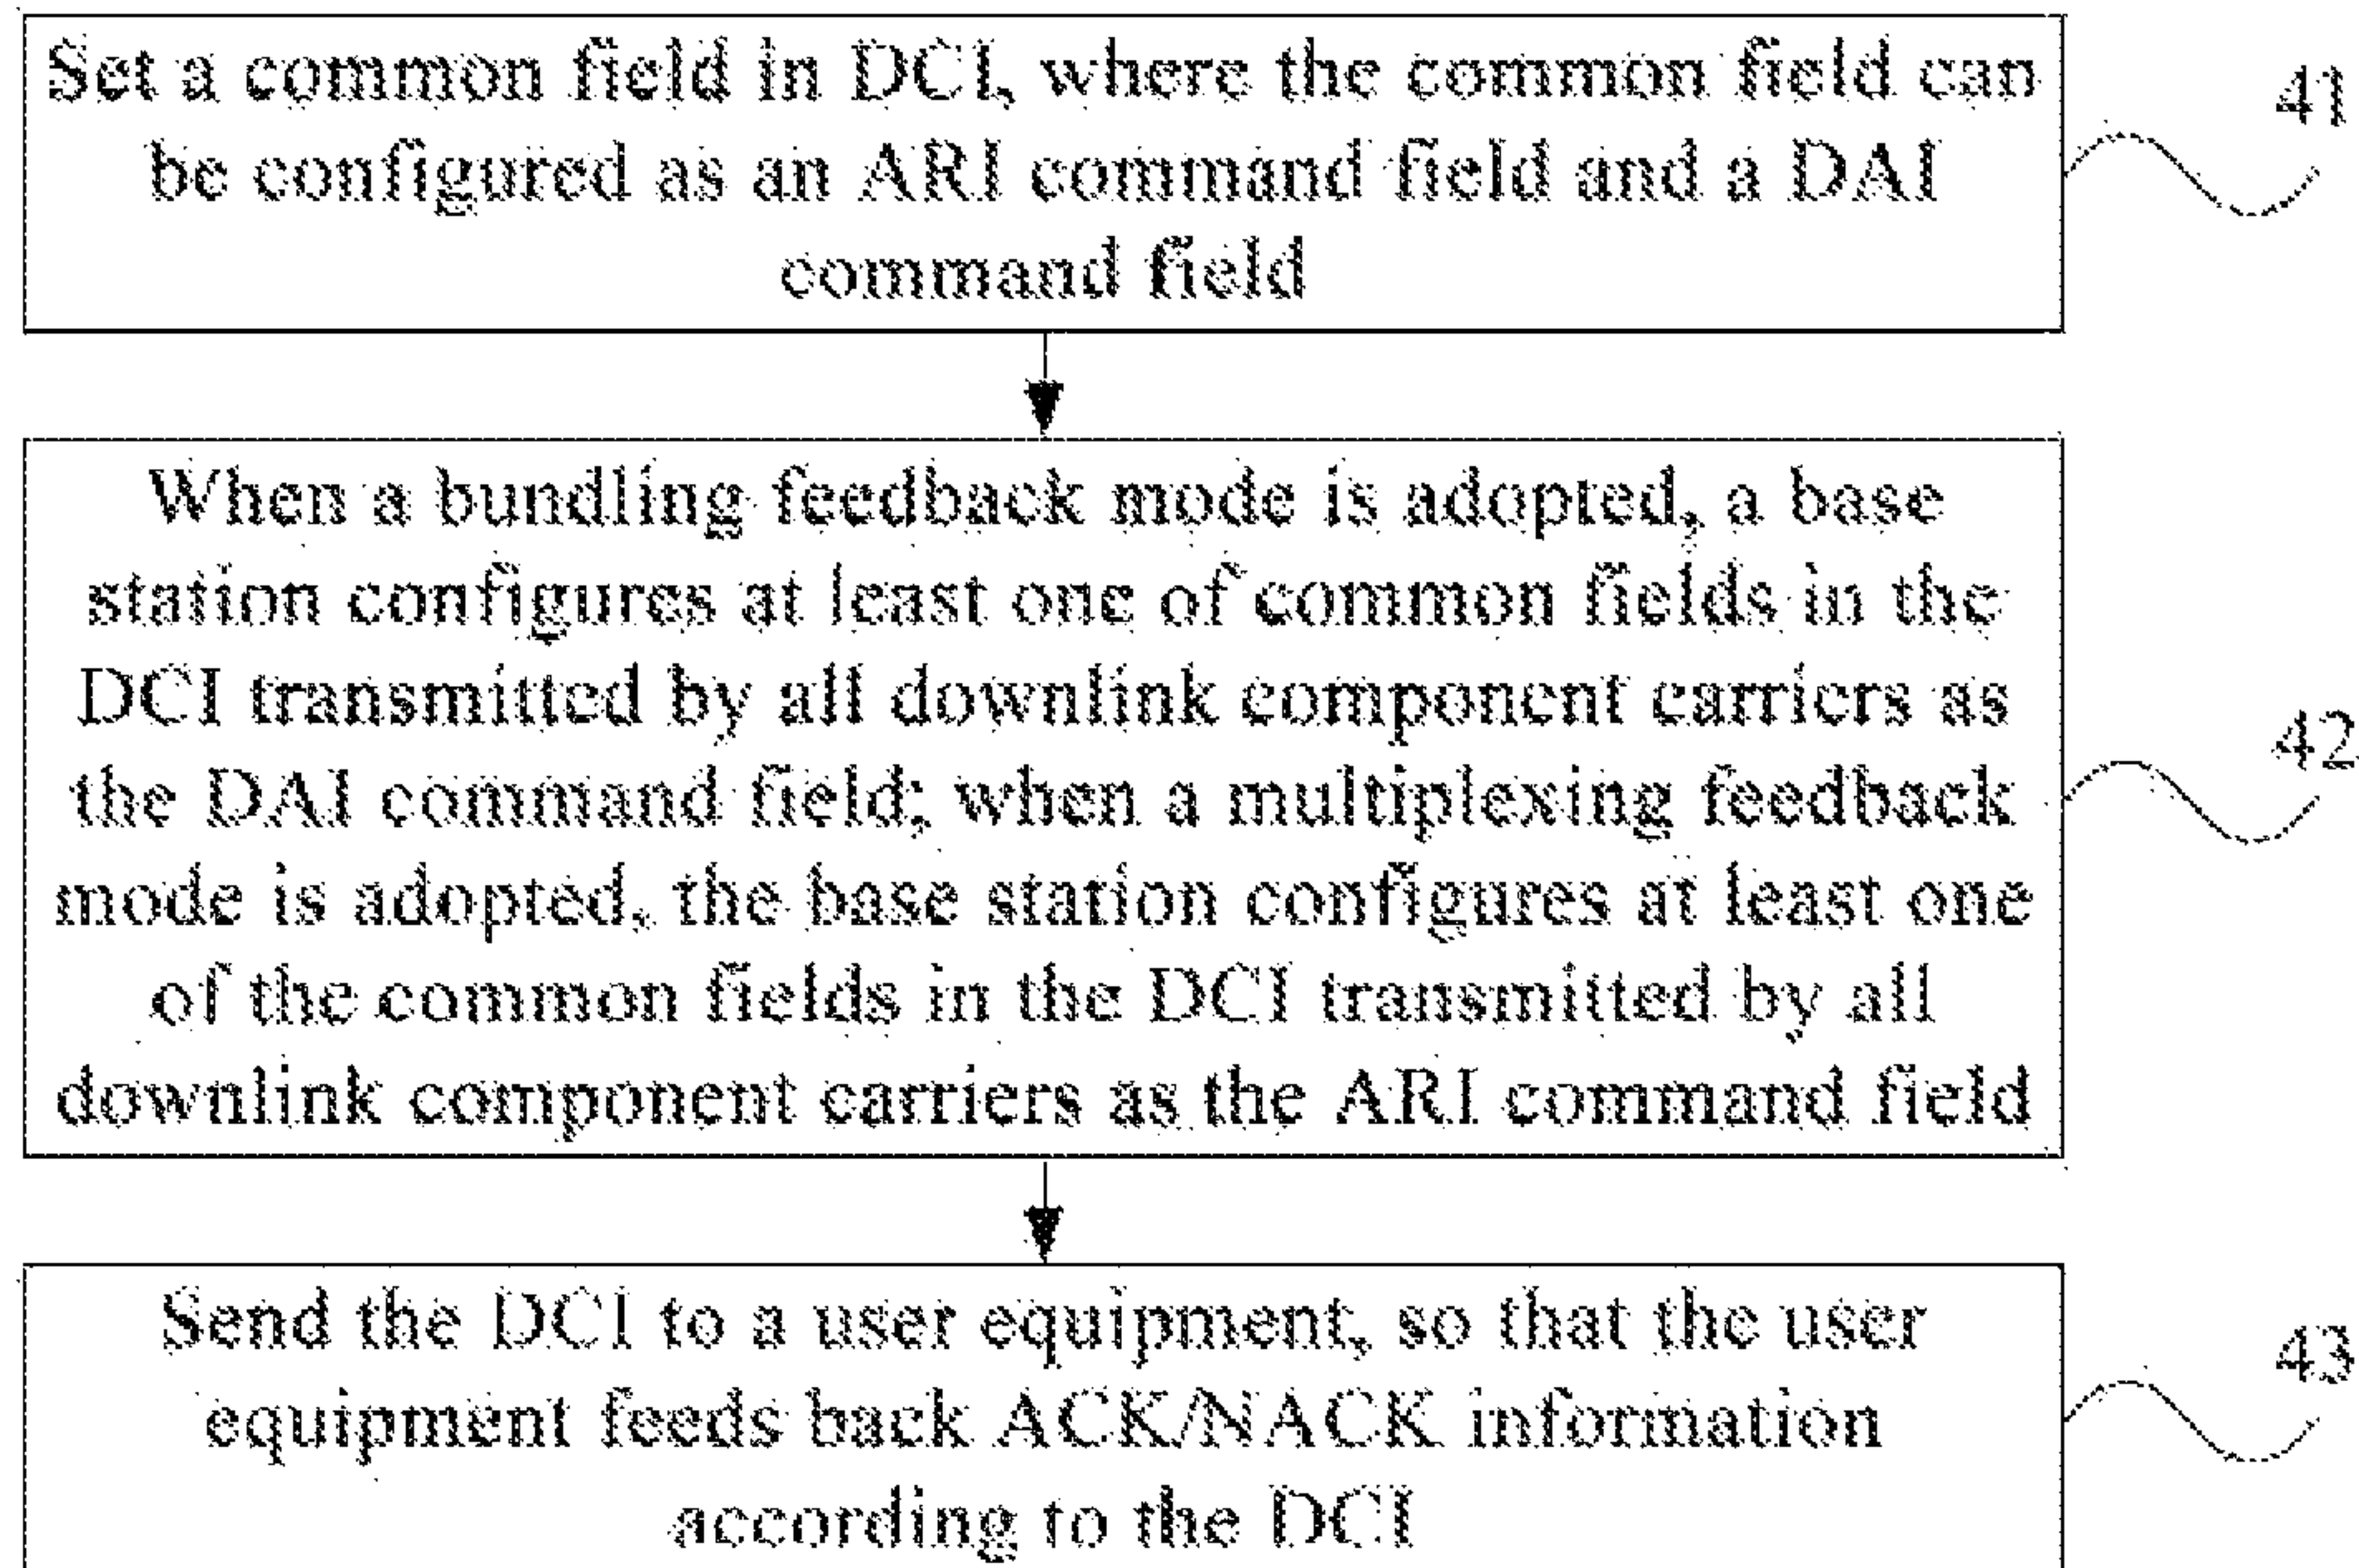 Set a common field in DCI, where the common field can
be configured as an ARI command field and a DAI
command field
41
When a bundling feedback mode is adopted, a base
station configures at least one of common fields in the
DCI transmitted by all downlink component carriers as
the DAI command field; when a multiplexing feedback
mode is adopted, the base station configures at least one
of the common fields in the DCI transmitted by all
downlink component carriers as the ARI command field
42
Send the DCI to a user equipment, so that the user
equipment feeds back ACK/NACK information
according to the DCI
43